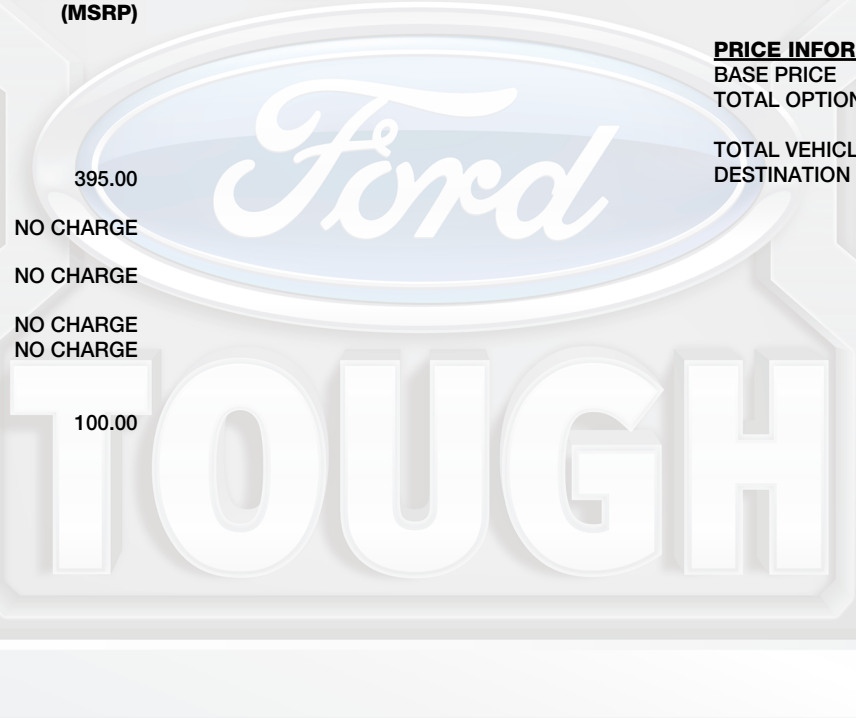 (MSRP)
395.00
NO CHARGE
NO CHARGE
NO CHARGE
NO CHARGE
100.00
PRICE INFOR
BASE PRICE
TOTAL OPTION
TOTAL VEHICL
DESTINATION
Ford
TOUGH